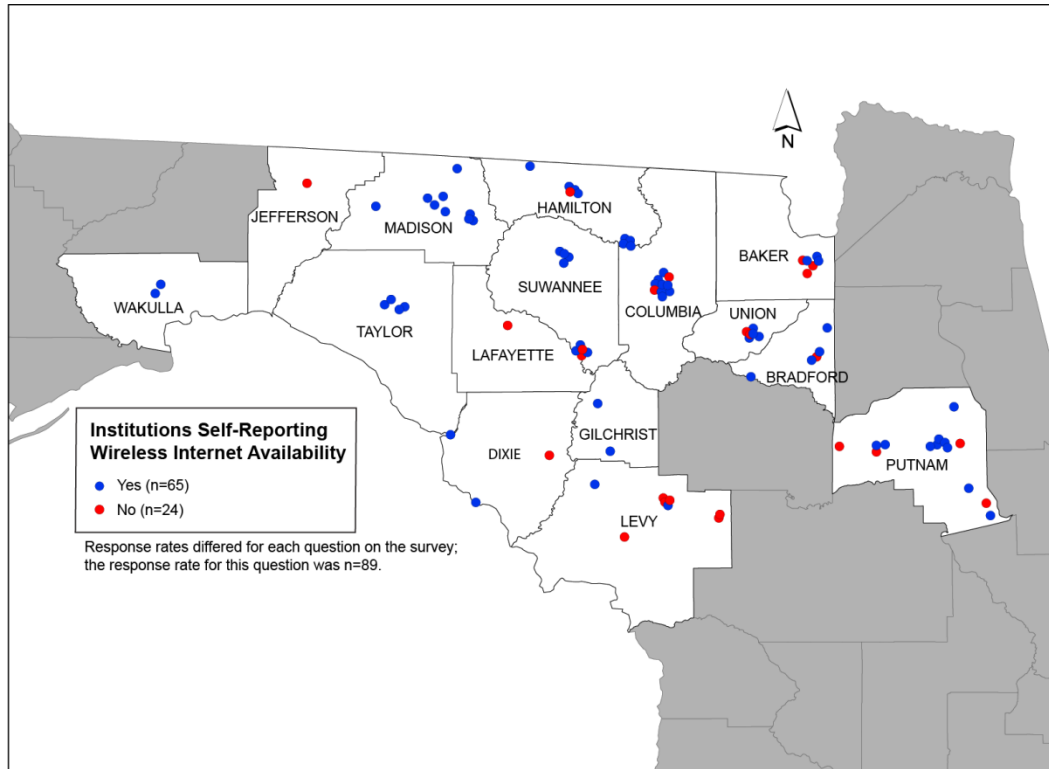 N
JEFFERSON
MADISON
HAMILTON
BAKER
WAKULLA
TAYLOR
SUWANNEE
COLUMBIA
UNION
LAFAYETTE
BRADFORD
GILCHRIST
DIXIE
PUTNAM
LEVY
Institutions Self-Reporting
Wireless Internet Availability
Yes (n=65)
No (n=24)
Response rates differed for each question on the survey;
the response rate for this question was n=89.